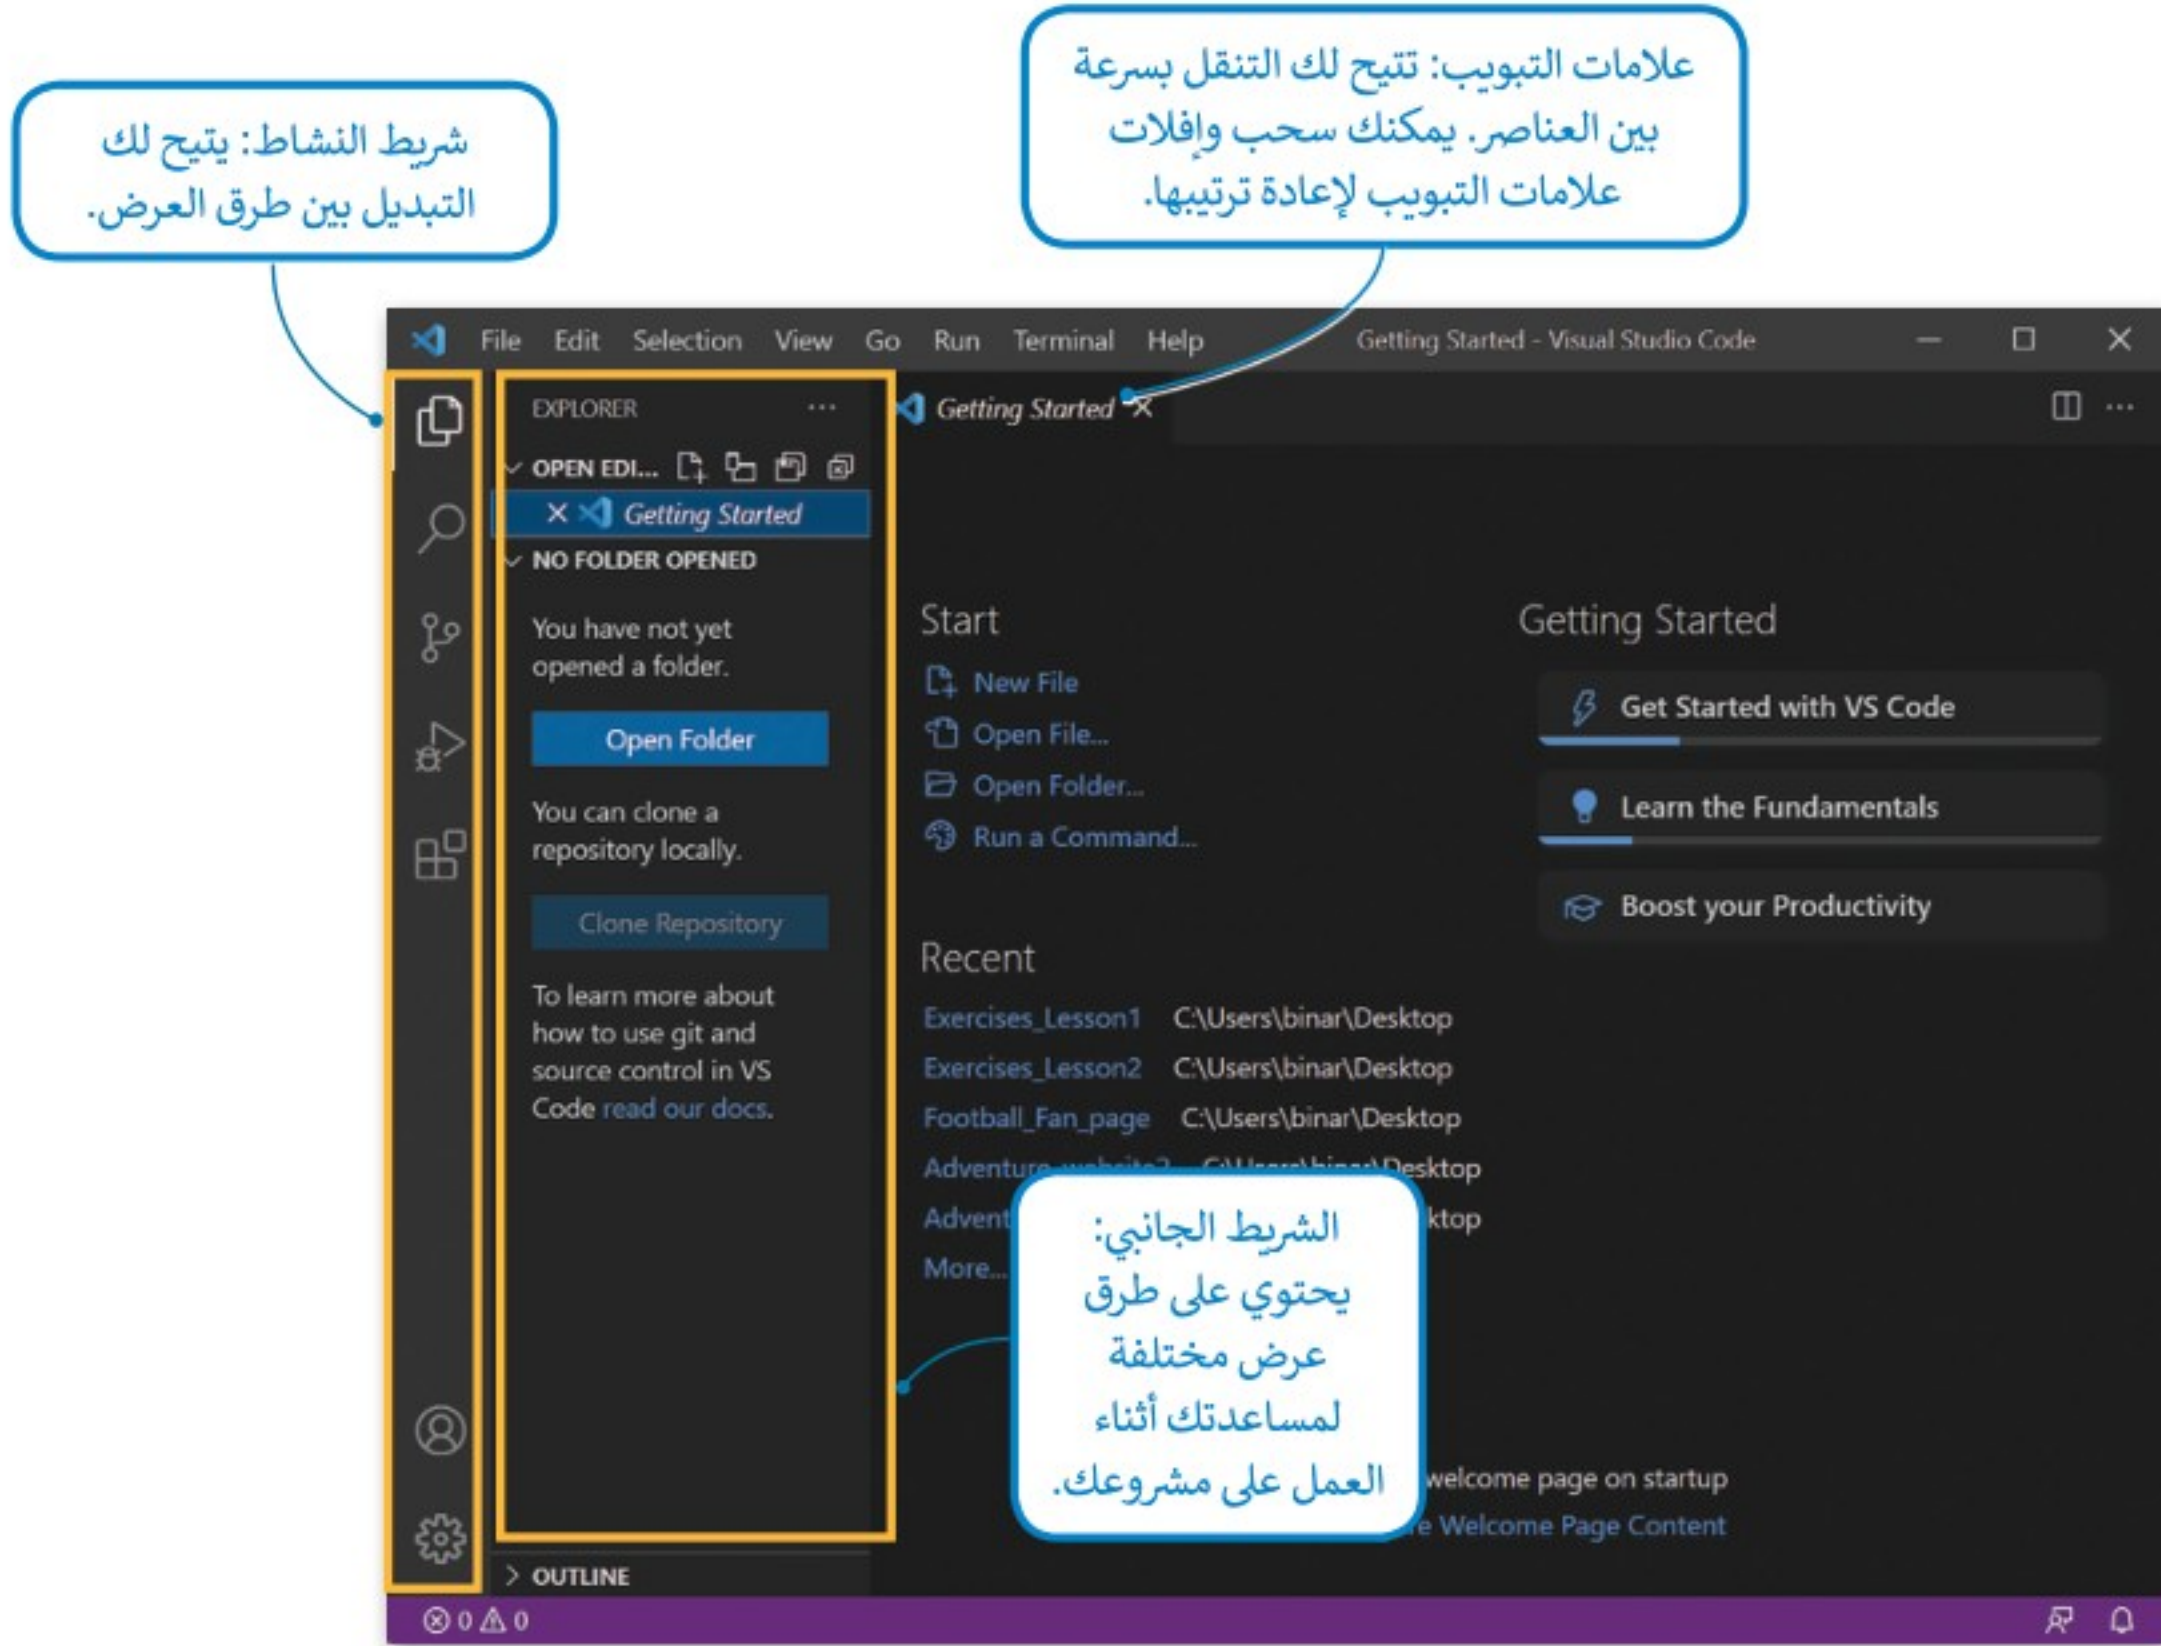 علامات التبويب: تتيح لك التنقل بسرعة
بين العناصر. يمكنك سحب وإفلات
علامات التبويب لإعادة ترتيبها.
شريط النشاط: يتيح لك
التبديل بين طرق العرض.
File Edit Selection View Go Run Terminal Help Getting Started - Visual Studio Code
EXPLORER
Getting Started
OPEN EDI...
Getting Started
NO FOLDER OPENED
You have not yet
opened a folder.
Open Folder
You can clone a
repository locally.
Clone Repository
To learn more about
how to use git and
source control in VS
Code read our docs.
OUTLINE
Start
New File
Open File...
Open Folder...
Run a Command...
Recent
Exercises_Lesson1 C:\Users\binar\Desktop
Exercises_Lesson2 C:\Users\binar\Desktop
Football_Fan_page C:\Users\binar\Desktop
Desktop
ktop
More...
Getting Started
Get Started with VS Code
Learn the Fundamentals
Boost your Productivity
الشريط الجانبي:
يحتوي على طرق
عرض مختلفة
لمساعدتك أثناء
العمل على مشروعك.
welcome page on startup
e Welcome Page Content
0 0